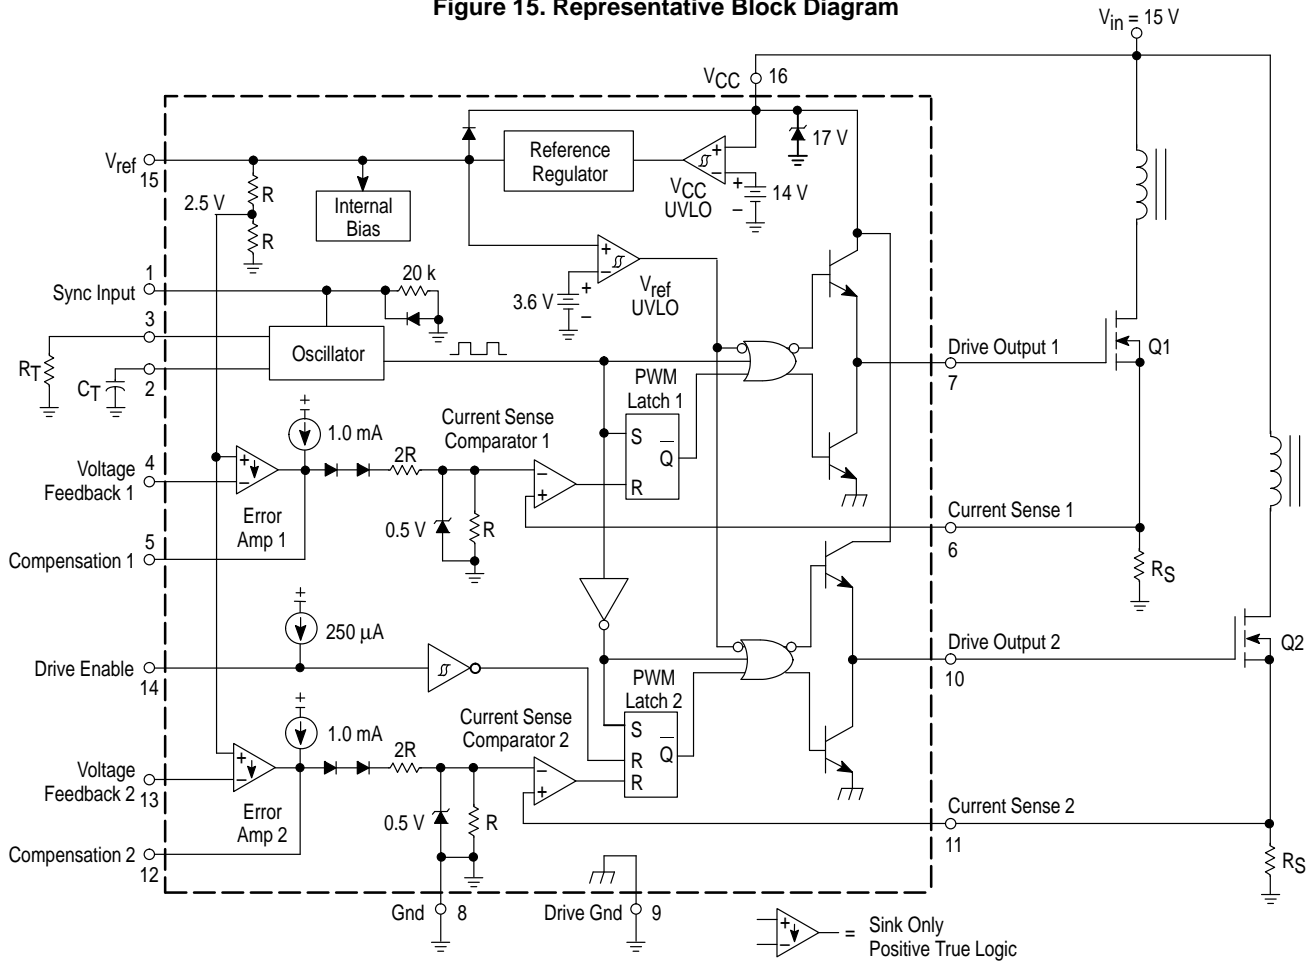 Figure 15. Representative Block Diagram
Vin = 15 V
VCC 16
17 V
Vref
15
Reference
Regulator
+
−
VCC
UVLO
+
−
14 V
2.5 V
R
R
Internal
Bias
1
Sync Input
20 k
+
−
3.6 V
+
−
Vref
UVLO
3
RT
CT
2
Oscillator
Drive Output 1
7
Q1
PWM
Latch 1
S
R
Q
+
1.0 mA
Current Sense
Comparator 1
Voltage
Feedback 1
4
+
−
Error
Amp 1
2R
−
+
0.5 V
R
5
Compensation 1
Current Sense 1
6
RS
+
250 μA
Drive Enable
14
Drive Output 2
10
Q2
PWM
Latch 2
S
R
R
Q
+
1.0 mA
Current Sense
Comparator 2
Voltage
Feedback 2
13
+
−
Error
Amp 2
2R
−
+
0.5 V
R
Compensation 2
12
Current Sense 2
11
RS
Gnd 8
Drive Gnd 9
+
−
= Sink Only
Positive True Logic